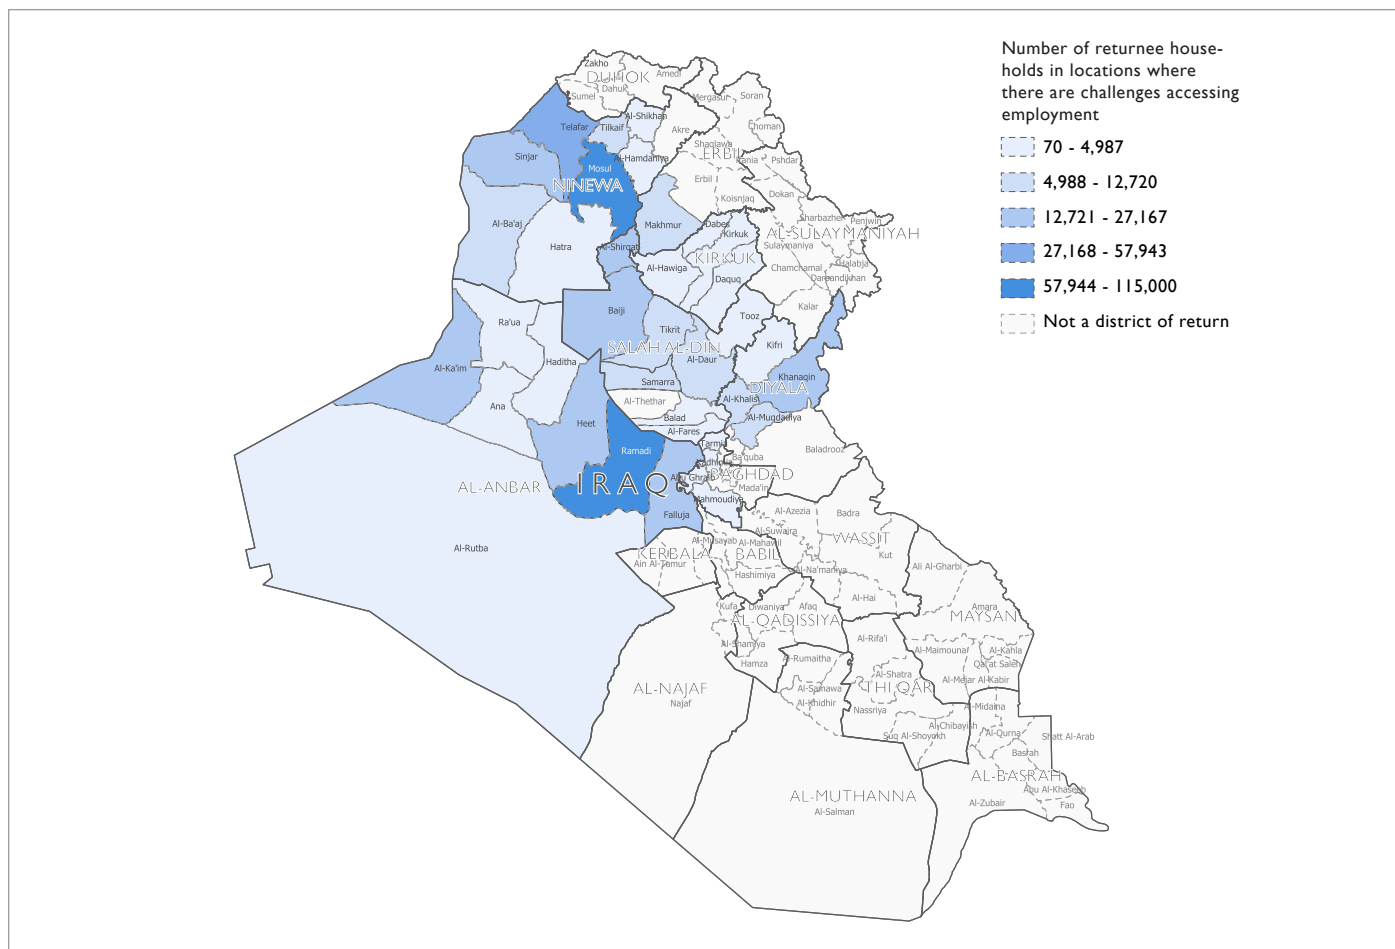 Number of returnee house-
holds in locations where
there are challenges accessing
employment
70 - 4,987
4,988 - 12,720
12,721 - 27,167
27,168 - 57,943
57,944 - 115,000
Not a district of return
Zakho
DUHOK
Amedi
Dahuk
Sumel
Mergasur
Soran
Al-Shikhan
Telafar
Tilkaif
Akre
Choman
Shaqlawa
ERBIL
Rania
Pshdar
Sinjar
Al-Hamdaniya
Mosul
NINEWA
Erbil
Koisnjaq
Dokan
Sharbazher
Penjwin
Al-Ba'aj
Makhmur
Dabes
Kirkuk
AL-SULAYMANIYAH
Hatra
Al-Shirqat
Sulaymaniya
KIRKUK
Al-Hawiga
Chamchamal
Halabja
Daquq
Darbandikhan
Kalar
Baiji
Ra'ua
Tooz
Tikrit
SALAH AL-DIN
Kifri
Haditha
Al-Daur
Al-Ka'im
Khanaqin
Samarra
DIYALA
Al-Thethar
Al-Khalis
Ana
Heet
Balad
Al-Muqdadiya
Al-Fares
Ramadi
Tarmia
Baladrooz
Ba'quba
Kadhimia
BAGHDAD
Abu Ghraib
IRAQ
AL-ANBAR
Mada'in
Mahmoudiya
Falluja
Al-Azezia
Badra
Al-Suwaira
WASSIT
Al-Rutba
Al-Musayab
Al-Mahawil
KERBALA
BABIL
Kut
Ain Al-Tamur
Al-Na'maniya
Ali Al-Gharbi
Hashimiya
Al-Hai
Kufa
Diwaniya
Afaq
Amara
MAYSAN
AL-QADISSIYA
Al-Rifa'i
Al-Shamiya
Al-Maimouna
Al-Kahla
Hamza
Al-Rumaitha
Qal'at Saleh
Al-Shatra
Al-Mejar Al-Kabir
AL-NAJAF
Al-Samawa
THI QAR
Najaf
Al-Khidhir
Nassriya
Al-Midaina
Al-Chibayish
Suq Al-Shoyokh
Al-Qurna
Shatt Al-Arab
Basrah
AL-BASRAH
Abu Al-Khaseeb
AL-MUTHANNA
Al-Zubair
Fao
Al-Salman